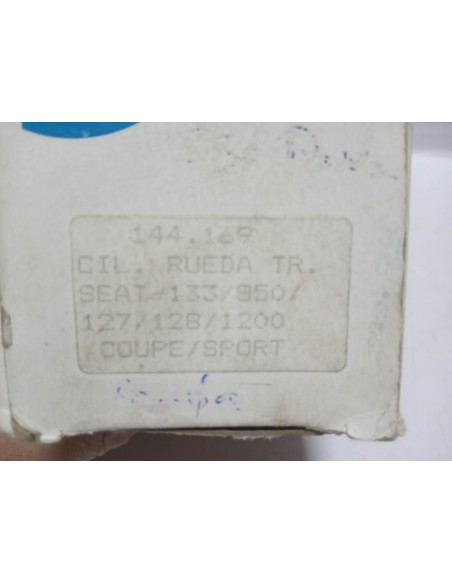 144.169
CIL. RUEDA TR.
SEAT-133/850/
127/128/1200
COUPE/SPORT